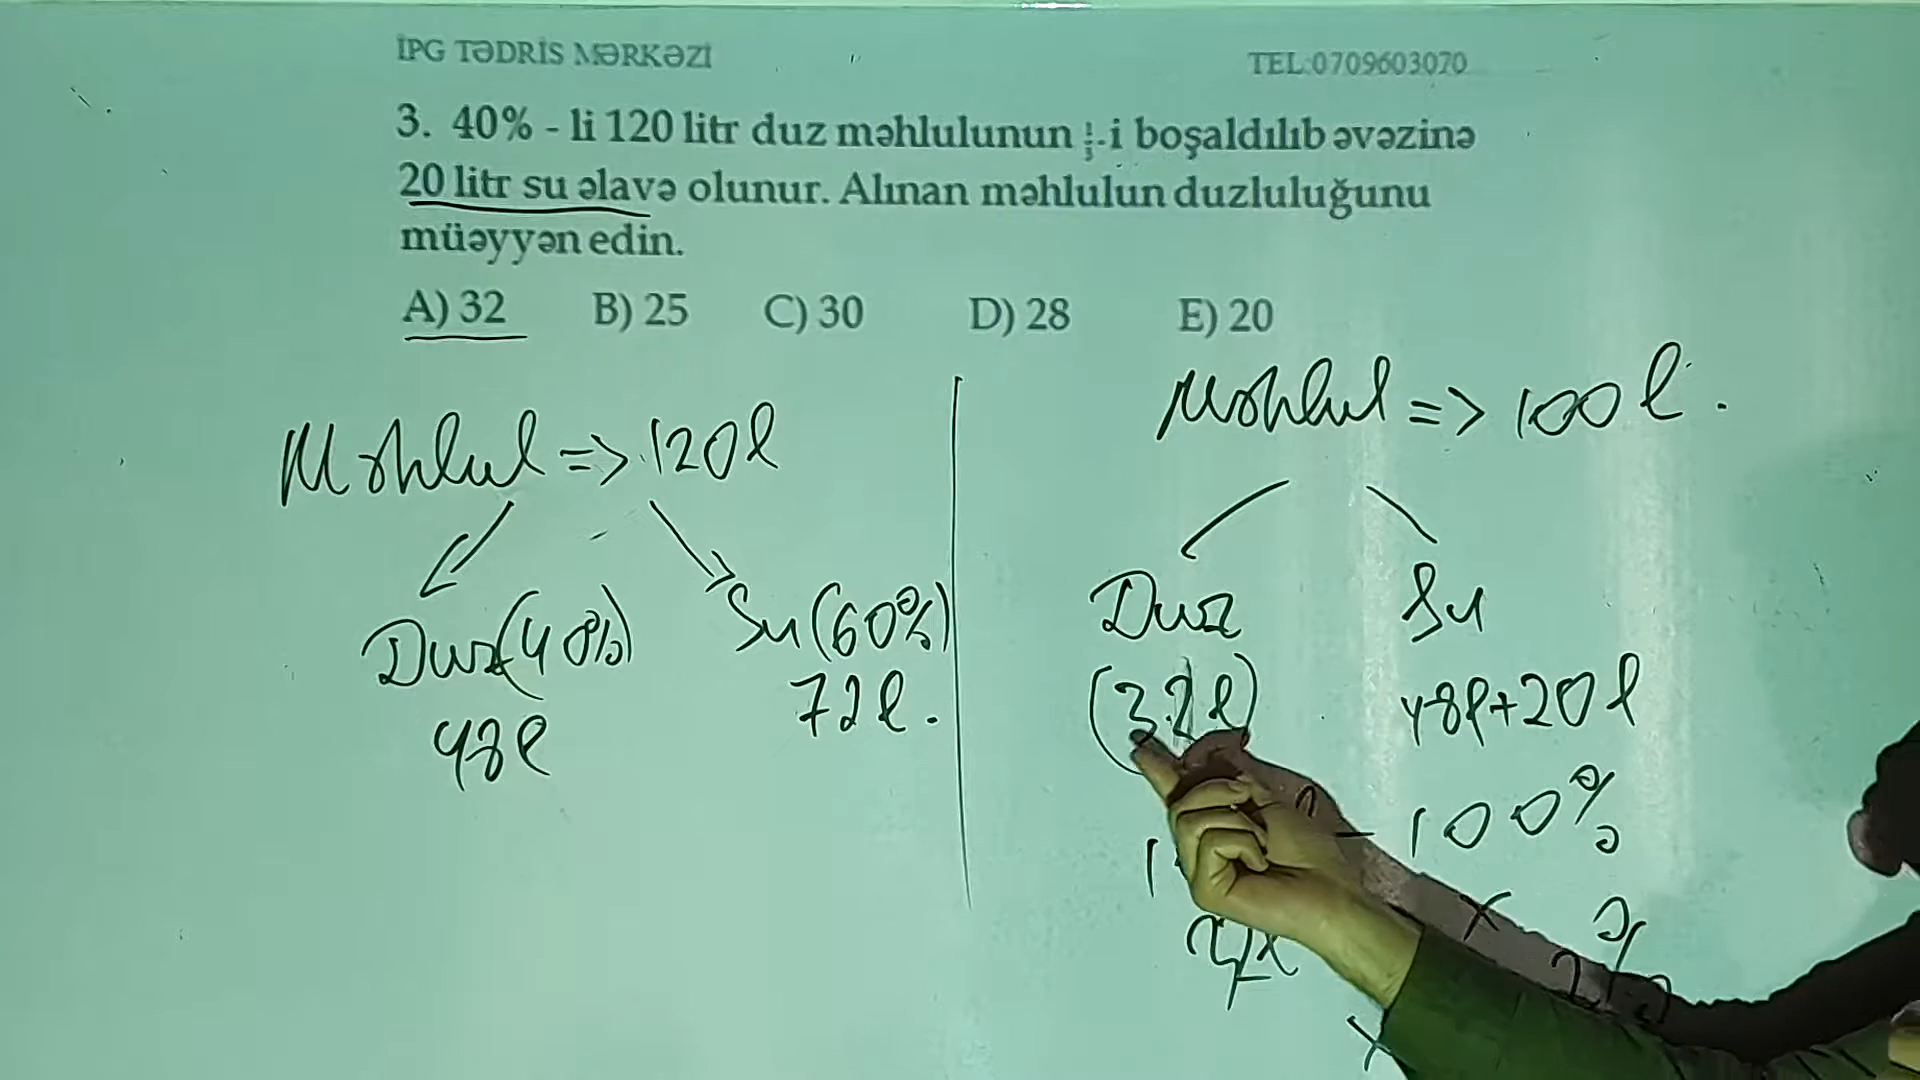 İPG TƏDRİS MƏRKƏZİ TEL:0709603070
3. 40% - li 120 litr duz məhlulunun 1/3-i boşaldılıb əvəzinə
20 litr su əlavə olunur. Alınan məhlulun duzluluğunu
müəyyən edin.
A) 32 B) 25 C) 30 D) 28 E) 20
Məhlul => 120l
Duz(40%) Su(60%)
48l 72l.
Məhlul => 100l.
Duz Su
(32l) 48l+20l
- 100%
x
x